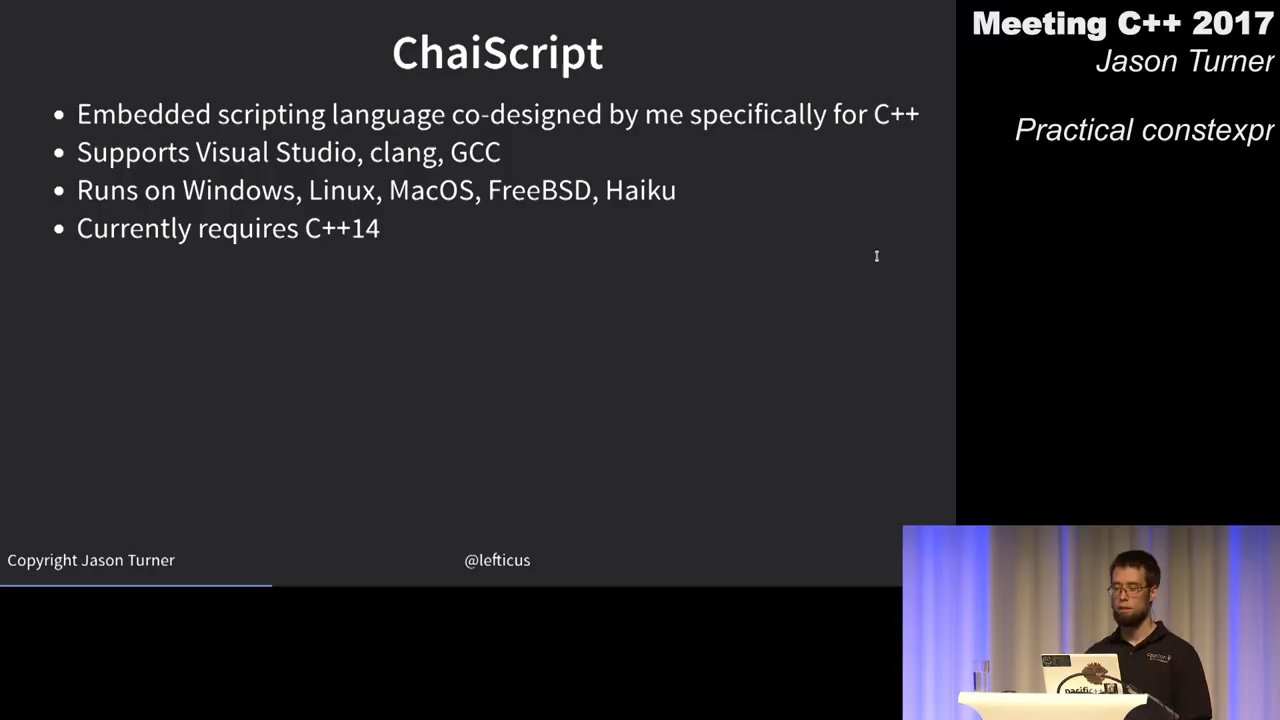 ChaiScript
• Embedded scripting language co-designed by me specifically for C++
• Supports Visual Studio, clang, GCC
• Runs on Windows, Linux, MacOS, FreeBSD, Haiku
• Currently requires C++14
Copyright Jason Turner
@lefticus
Meeting C++ 2017
Jason Turner
Practical constexpr
pacific++